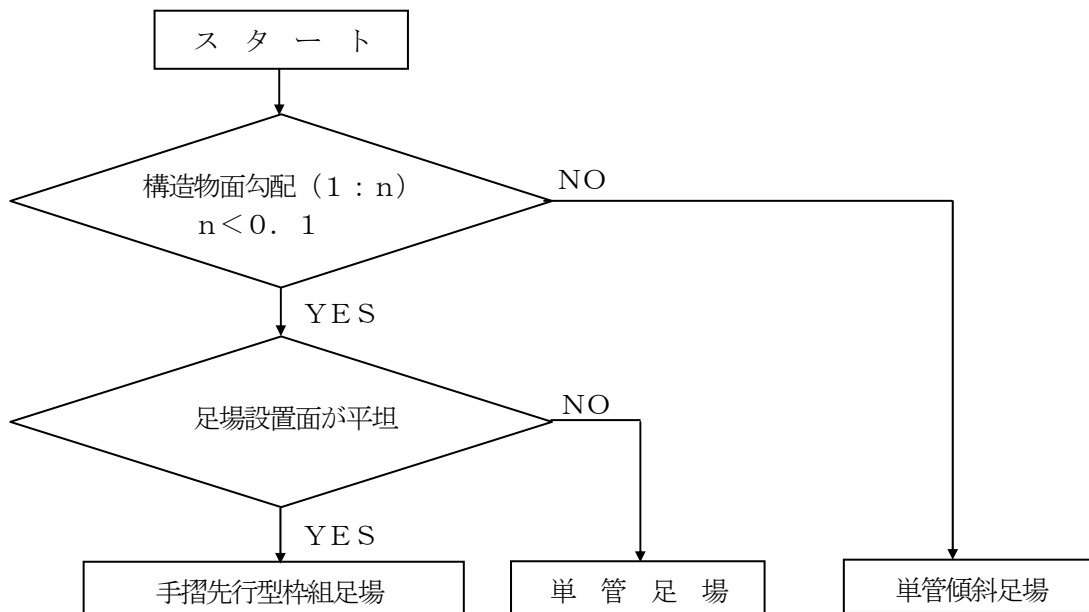 ス タ ー ト
構造物面勾配（１：ｎ）
ｎ＜０．１
ＮＯ
ＹＥＳ
足場設置面が平坦
ＮＯ
ＹＥＳ
手摺先行型枠組足場
単 管 足 場
単管傾斜足場